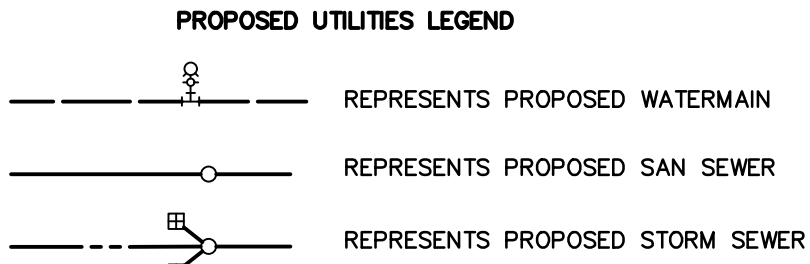 PROPOSED UTILITIES LEGEND
REPRESENTS PROPOSED WATERMAIN
REPRESENTS PROPOSED SAN SEWER
REPRESENTS PROPOSED STORM SEWER